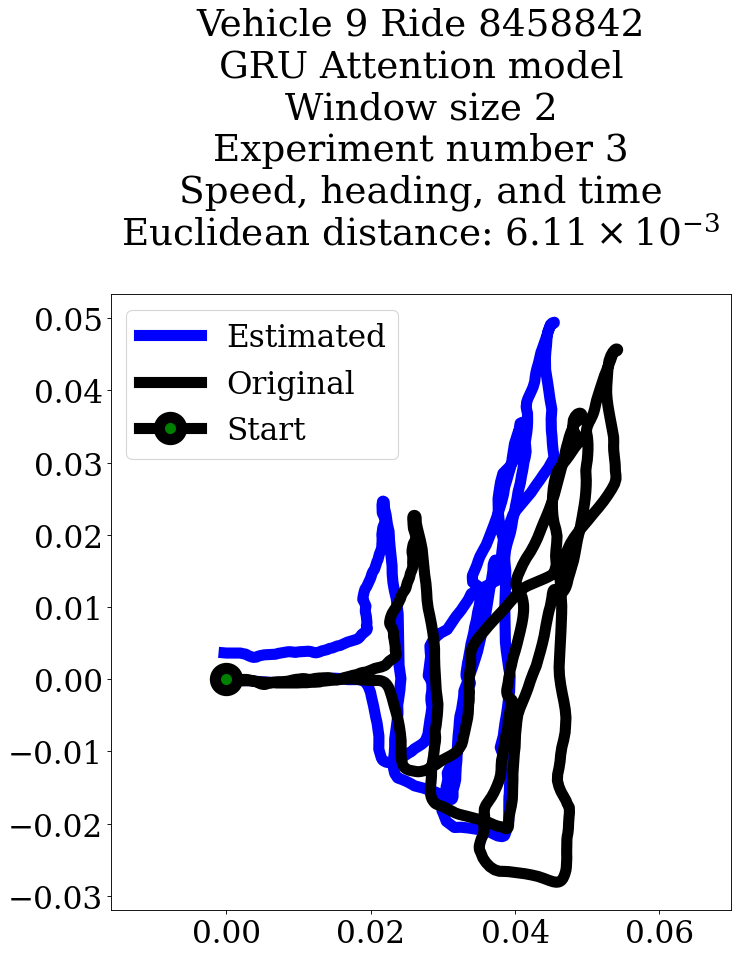 Vehicle 9 Ride 8458842
GRU Attention model
Window size 2
Experiment number 3
Speed, heading, and time
Euclidean distance: 6.11 × 10⁻³
Estimated
Original
Start
0.05
0.04
0.03
0.02
0.01
0.00
−0.01
−0.02
−0.03
0.00 0.02 0.04 0.06